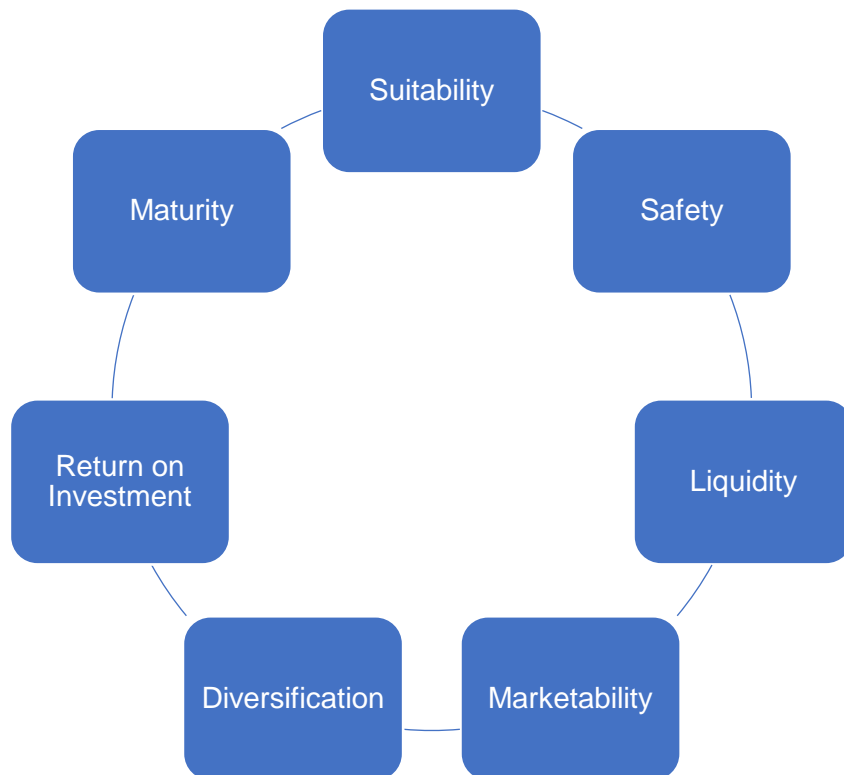 Suitability
Safety
Liquidity
Marketability
Diversification
Return on
Investment
Maturity